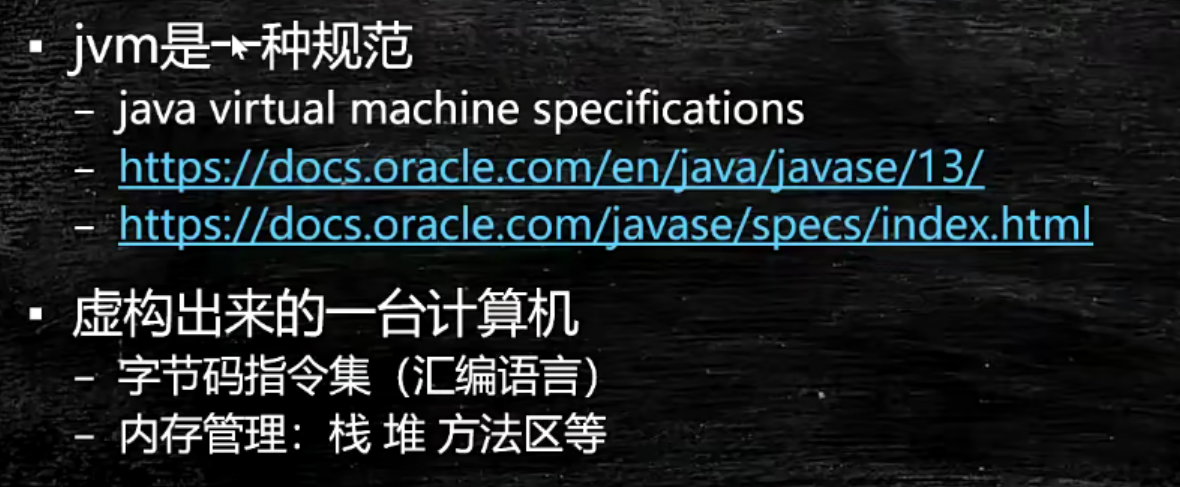 ▪ jvm是一种规范
– java virtual machine specifications
– https://docs.oracle.com/en/java/javase/13/
– https://docs.oracle.com/javase/specs/index.html
▪ 虚构出来的一台计算机
– 字节码指令集（汇编语言）
– 内存管理：栈 堆 方法区等